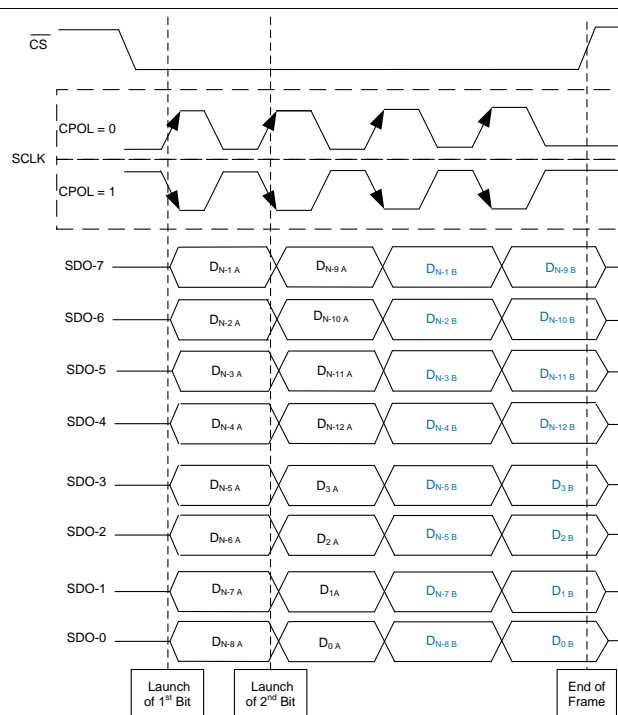 CS
CPOL = 0
SCLK
CPOL = 1
SDO-7 DN-1 A DN-9 A DN-1 B DN-9 B
SDO-6 DN-2 A DN-10 A DN-2 B DN-10 B
SDO-5 DN-3 A DN-11 A DN-3 B DN-11 B
SDO-4 DN-4 A DN-12 A DN-4 B DN-12 B
SDO-3 DN-5 A D3 A DN-5 B D3 B
SDO-2 DN-6 A D2 A DN-5 B D2 B
SDO-1 DN-7 A D1A DN-7 B D1 B
SDO-0 DN-8 A D0 A DN-8 B D0 B
Launch of 1st Bit
Launch of 2nd Bit
End of Frame